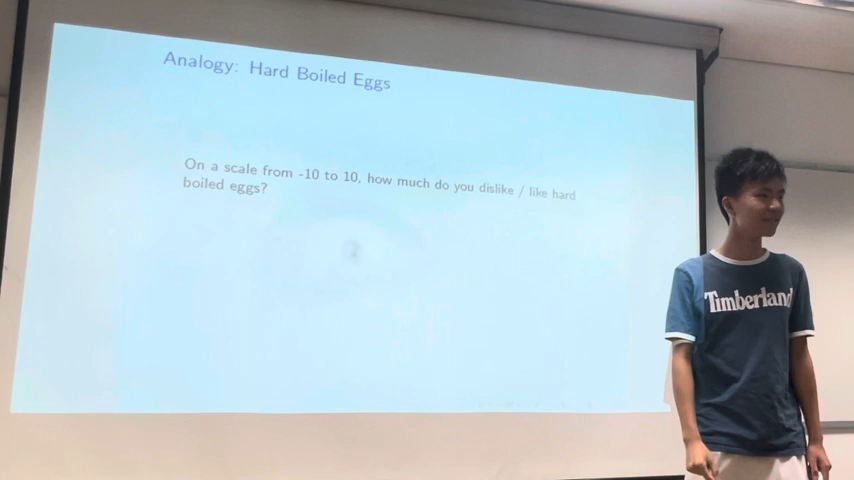 Analogy: Hard Boiled Eggs
On a scale from -10 to 10, how much do you dislike / like hard
boiled eggs?
Timberland